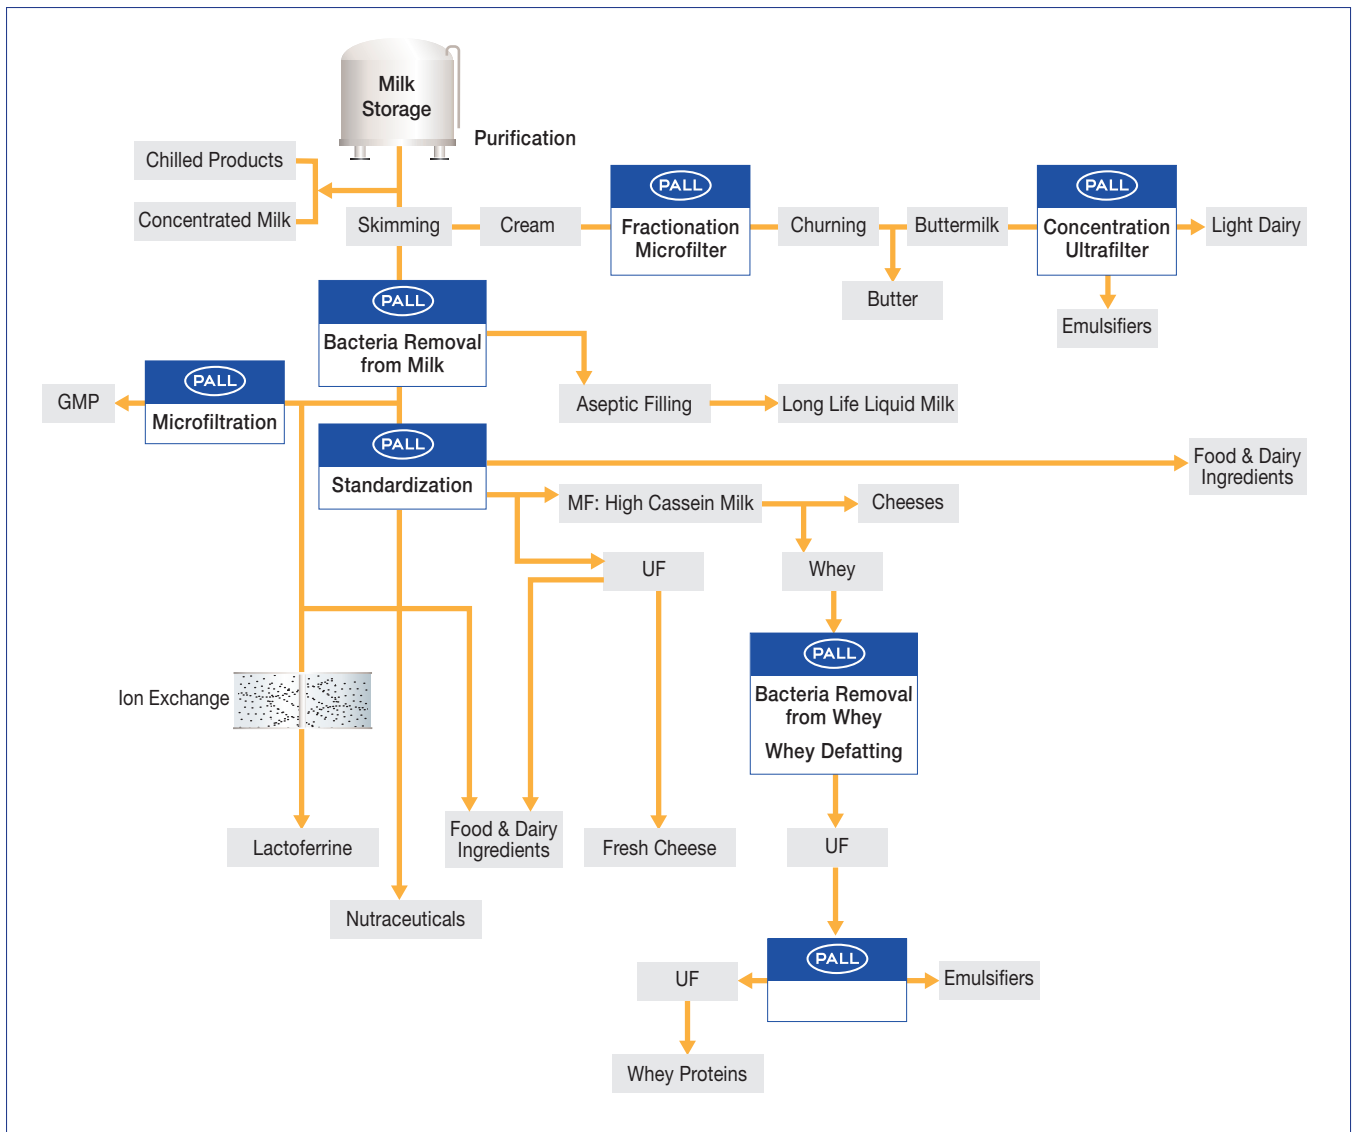 Milk
Storage
Purification
Chilled Products
Concentrated Milk
Skimming
Cream
PALL
Fractionation
Microfilter
Churning
Buttermilk
PALL
Concentration
Ultrafilter
Light Dairy
Butter
Emulsifiers
PALL
Bacteria Removal
from Milk
GMP
PALL
Microfiltration
Aseptic Filling
Long Life Liquid Milk
PALL
Standardization
Food & Dairy
Ingredients
MF: High Cassein Milk
Cheeses
UF
Whey
PALL
Bacteria Removal
from Whey
Whey Defatting
Ion Exchange
Lactoferrine
Food & Dairy
Ingredients
Fresh Cheese
UF
Nutraceuticals
PALL
UF
Emulsifiers
Whey Proteins